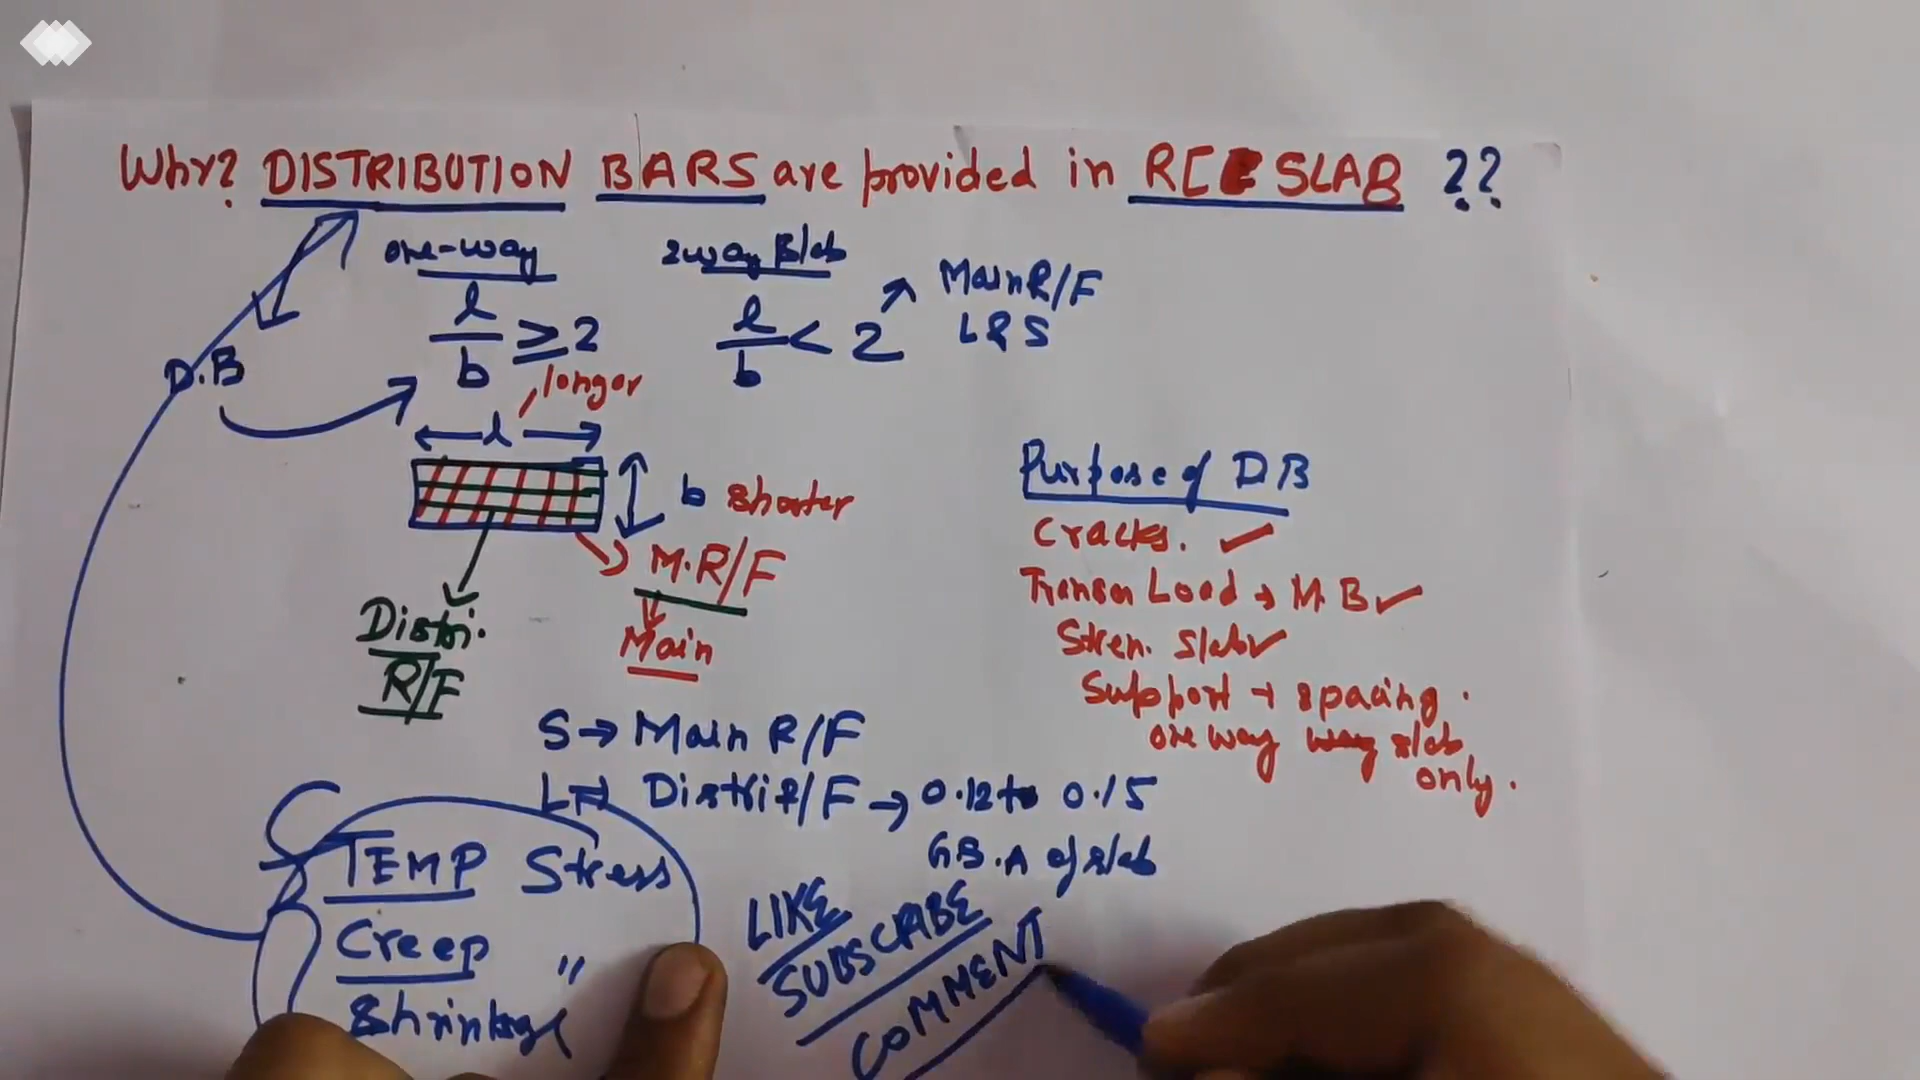 Why? DISTRIBUTION BARS are provided in RCC SLAB ??
one-way
l/b ≥ 2
2way Slab
l/b < 2
Main R/F
L & S
D.B
longer
l
b shorter
M.R/F
Main
Distri.
R/F
Purpose of DB
Cracks. ✓
Transer Load → M.B ✓
Stren. slab ✓
Support + spacing.
one way slab
only.
S → Main R/F
L → Distri R/F → 0.12 to 0.15
of slab
TEMP Stress
Creep "
LIKE
SUBSCRIBE
COMMENT